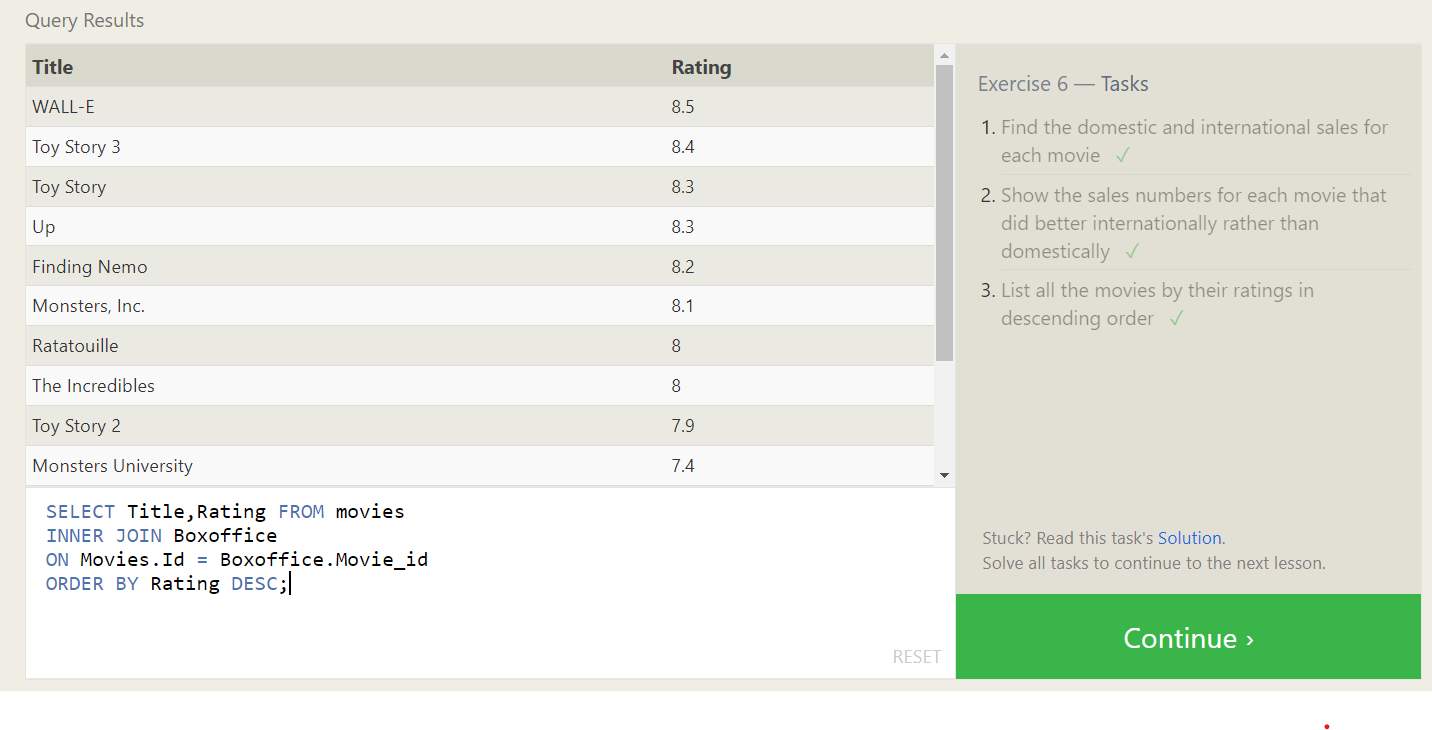 Query Results
Title Rating
WALL-E 8.5
Toy Story 3 8.4
Toy Story 8.3
Up 8.3
Finding Nemo 8.2
Monsters, Inc. 8.1
Ratatouille 8
The Incredibles 8
Toy Story 2 7.9
Monsters University 7.4
SELECT Title,Rating FROM movies
INNER JOIN Boxoffice
ON Movies.Id = Boxoffice.Movie_id
ORDER BY Rating DESC;
RESET
Exercise 6 — Tasks
1. Find the domestic and international sales for
each movie ✓
2. Show the sales numbers for each movie that
did better internationally rather than
domestically ✓
3. List all the movies by their ratings in
descending order ✓
Stuck? Read this task's Solution.
Solve all tasks to continue to the next lesson.
Continue ›